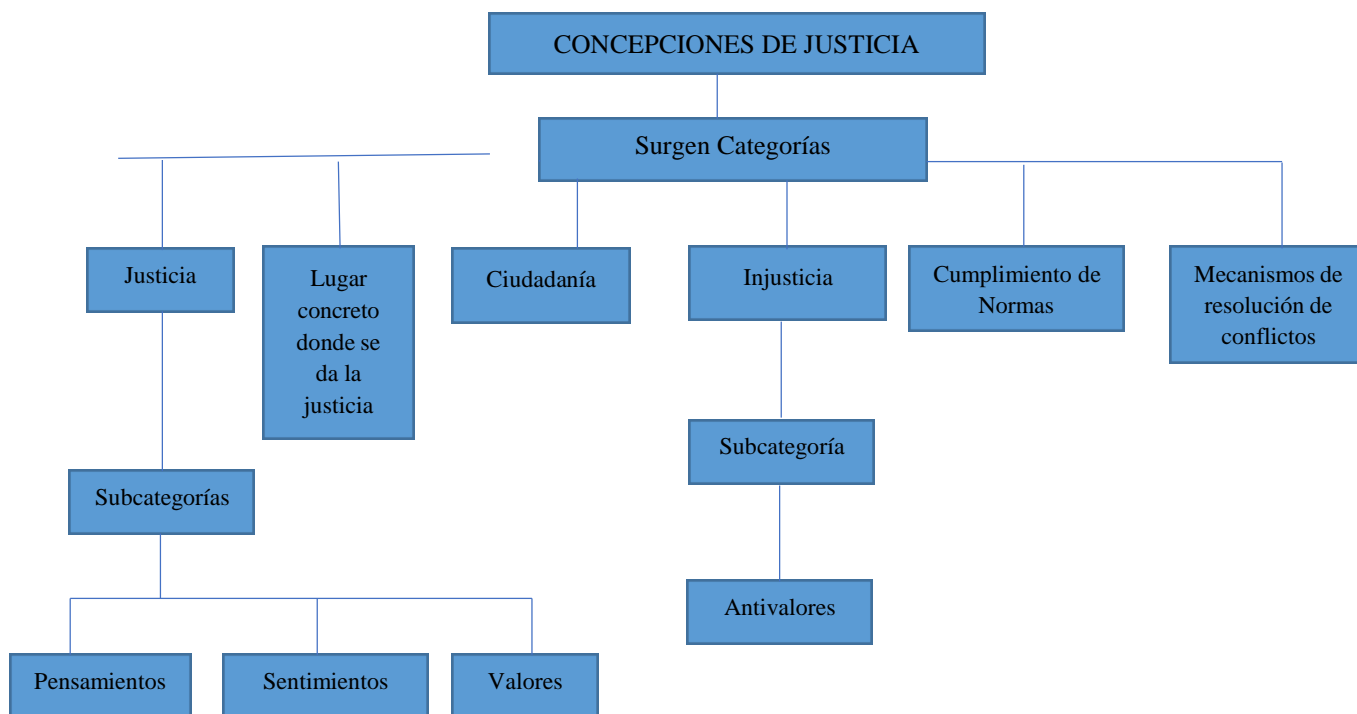 CONCEPCIONES DE JUSTICIA
Surgen Categorías
Justicia
Lugar
concreto
donde se
da la
justicia
Ciudadanía
Injusticia
Cumplimiento de
Normas
Mecanismos de
resolución de
conflictos
Subcategorías
Subcategoría
Antivalores
Pensamientos
Sentimientos
Valores